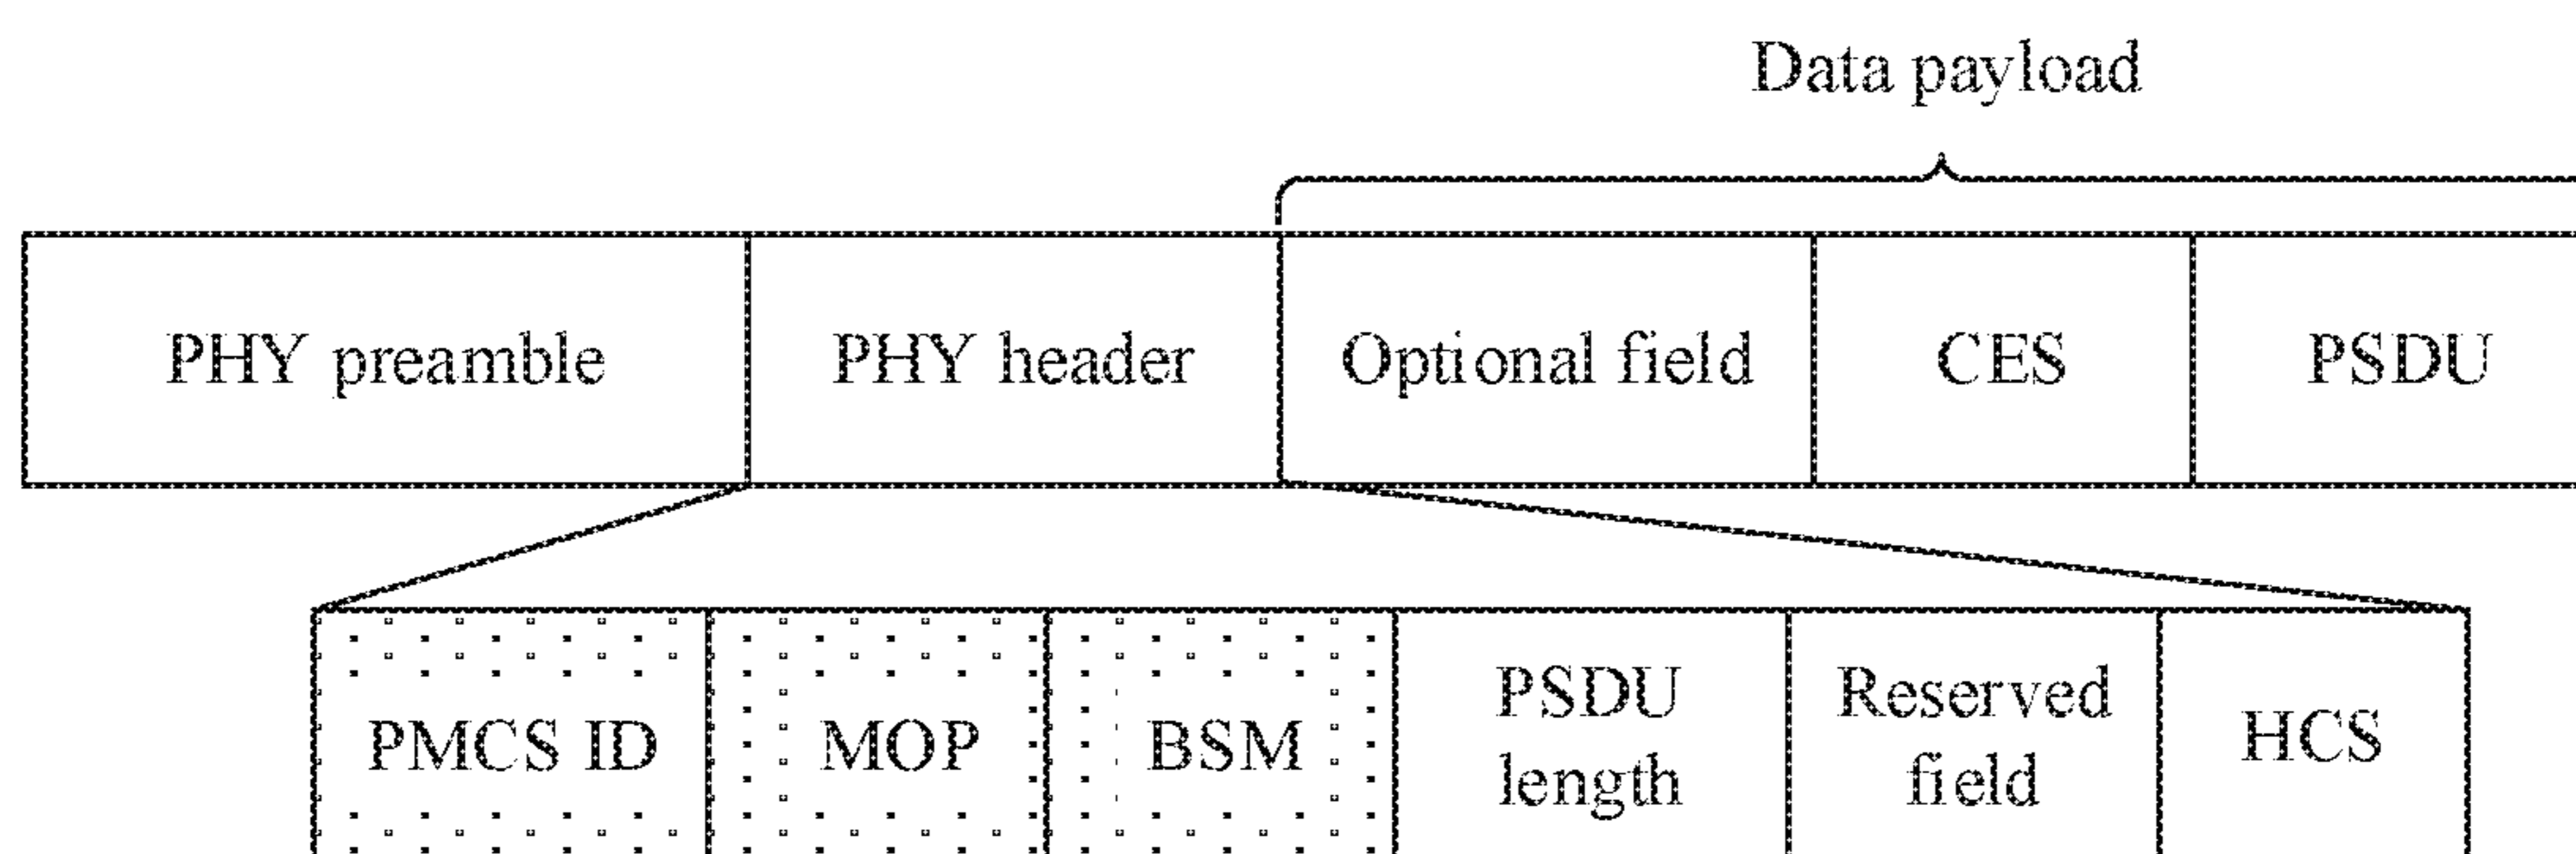 Data payload
PHY preamble PHY header Optional field CES PSDU
PMCS ID MOP BSM PSDU length Reserved field HCS